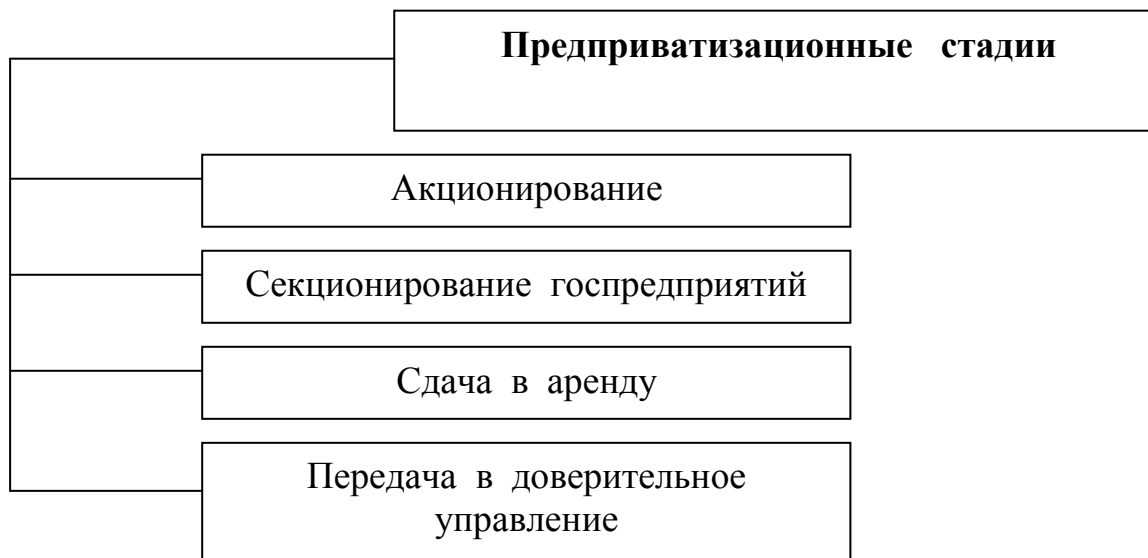 Предприватизационные стадии
Акционирование
Секционирование госпредприятий
Сдача в аренду
Передача в доверительное
управление